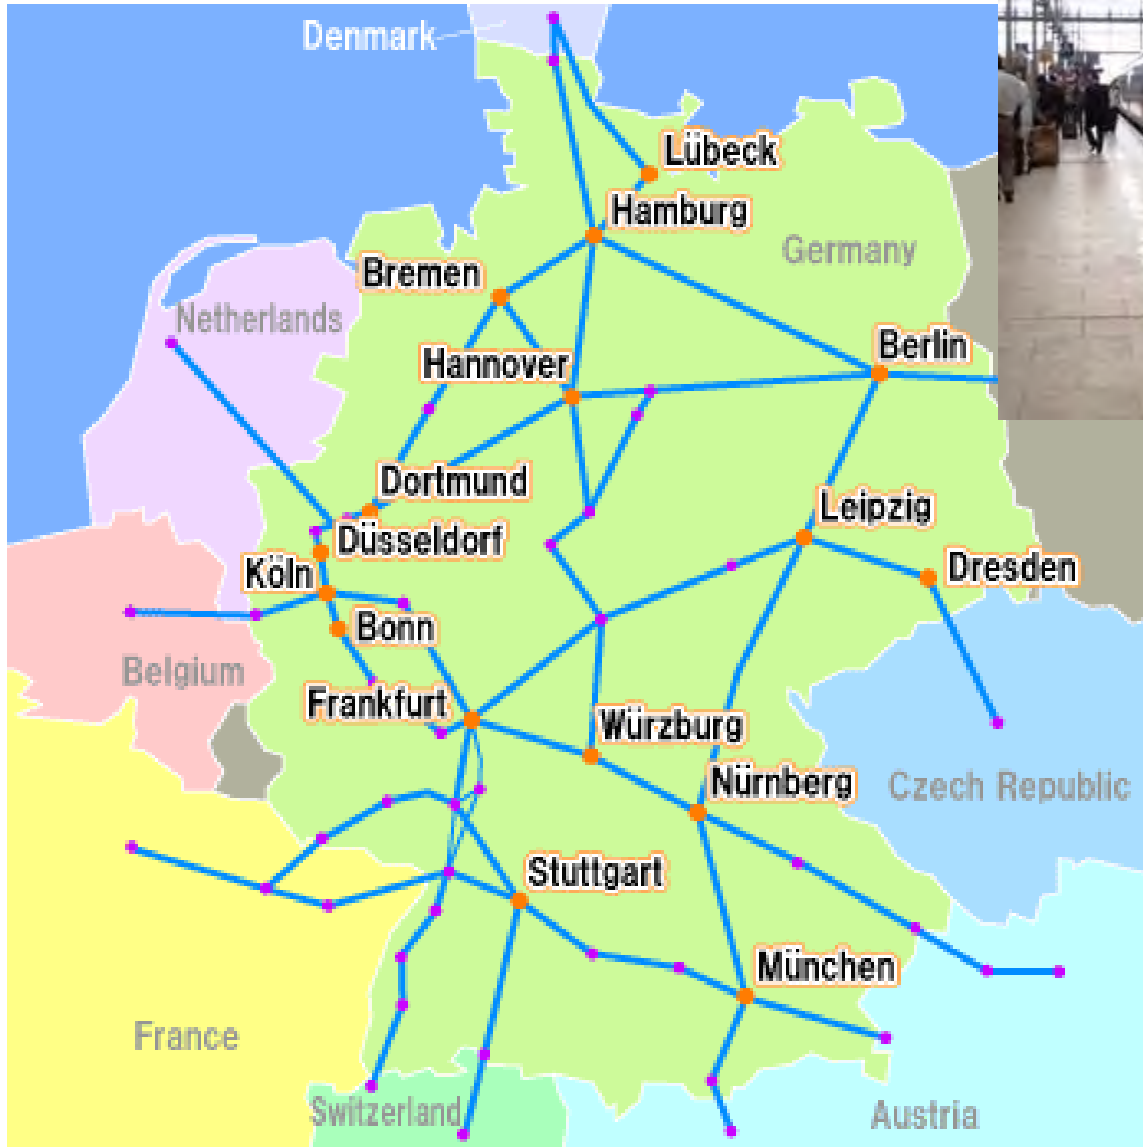 Denmark
Lübeck
Hamburg
Germany
Bremen
Netherlands
Berlin
Hannover
Dortmund
Leipzig
Düsseldorf
Köln
Dresden
Bonn
Belgium
Frankfurt
Würzburg
Nürnberg
Czech Republic
Stuttgart
München
France
Switzerland
Austria